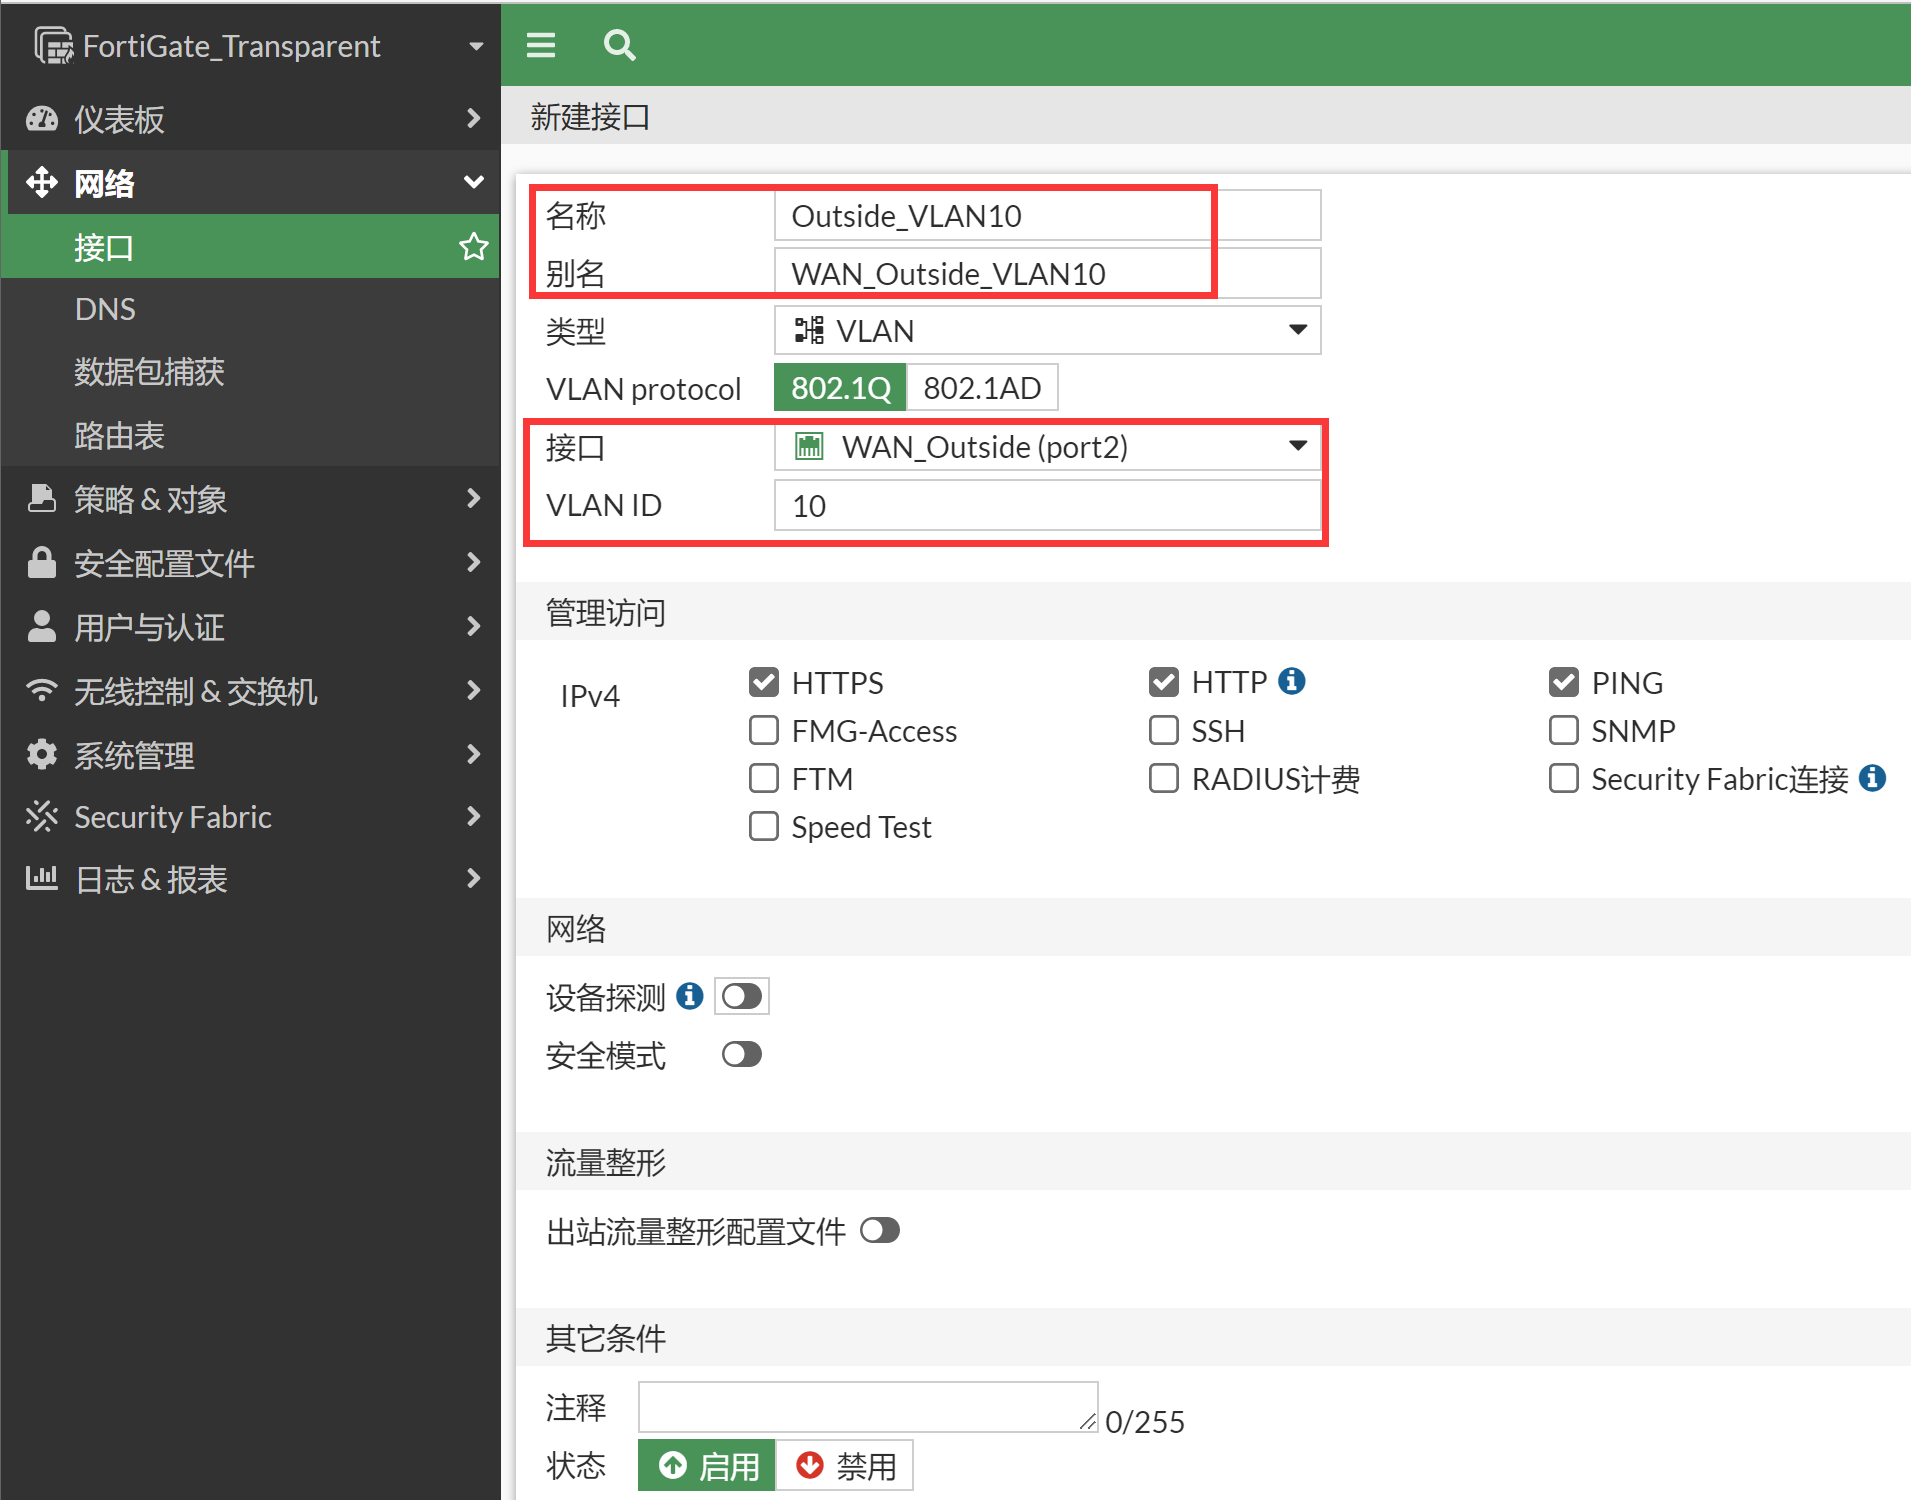 FortiGate_Transparent
仪表板
网络
接口
DNS
数据包捕获
路由表
策略 & 对象
安全配置文件
用户与认证
无线控制 & 交换机
系统管理
Security Fabric
日志 & 报表
新建接口
名称 Outside_VLAN10
别名 WAN_Outside_VLAN10
类型 VLAN
VLAN protocol 802.1Q 802.1AD
接口 WAN_Outside (port2)
VLAN ID 10
管理访问
IPv4 HTTPS HTTP PING
FMG-Access SSH SNMP
FTM RADIUS计费 Security Fabric连接
Speed Test
网络
设备探测
安全模式
流量整形
出站流量整形配置文件
其它条件
注释 0/255
状态 启用 禁用